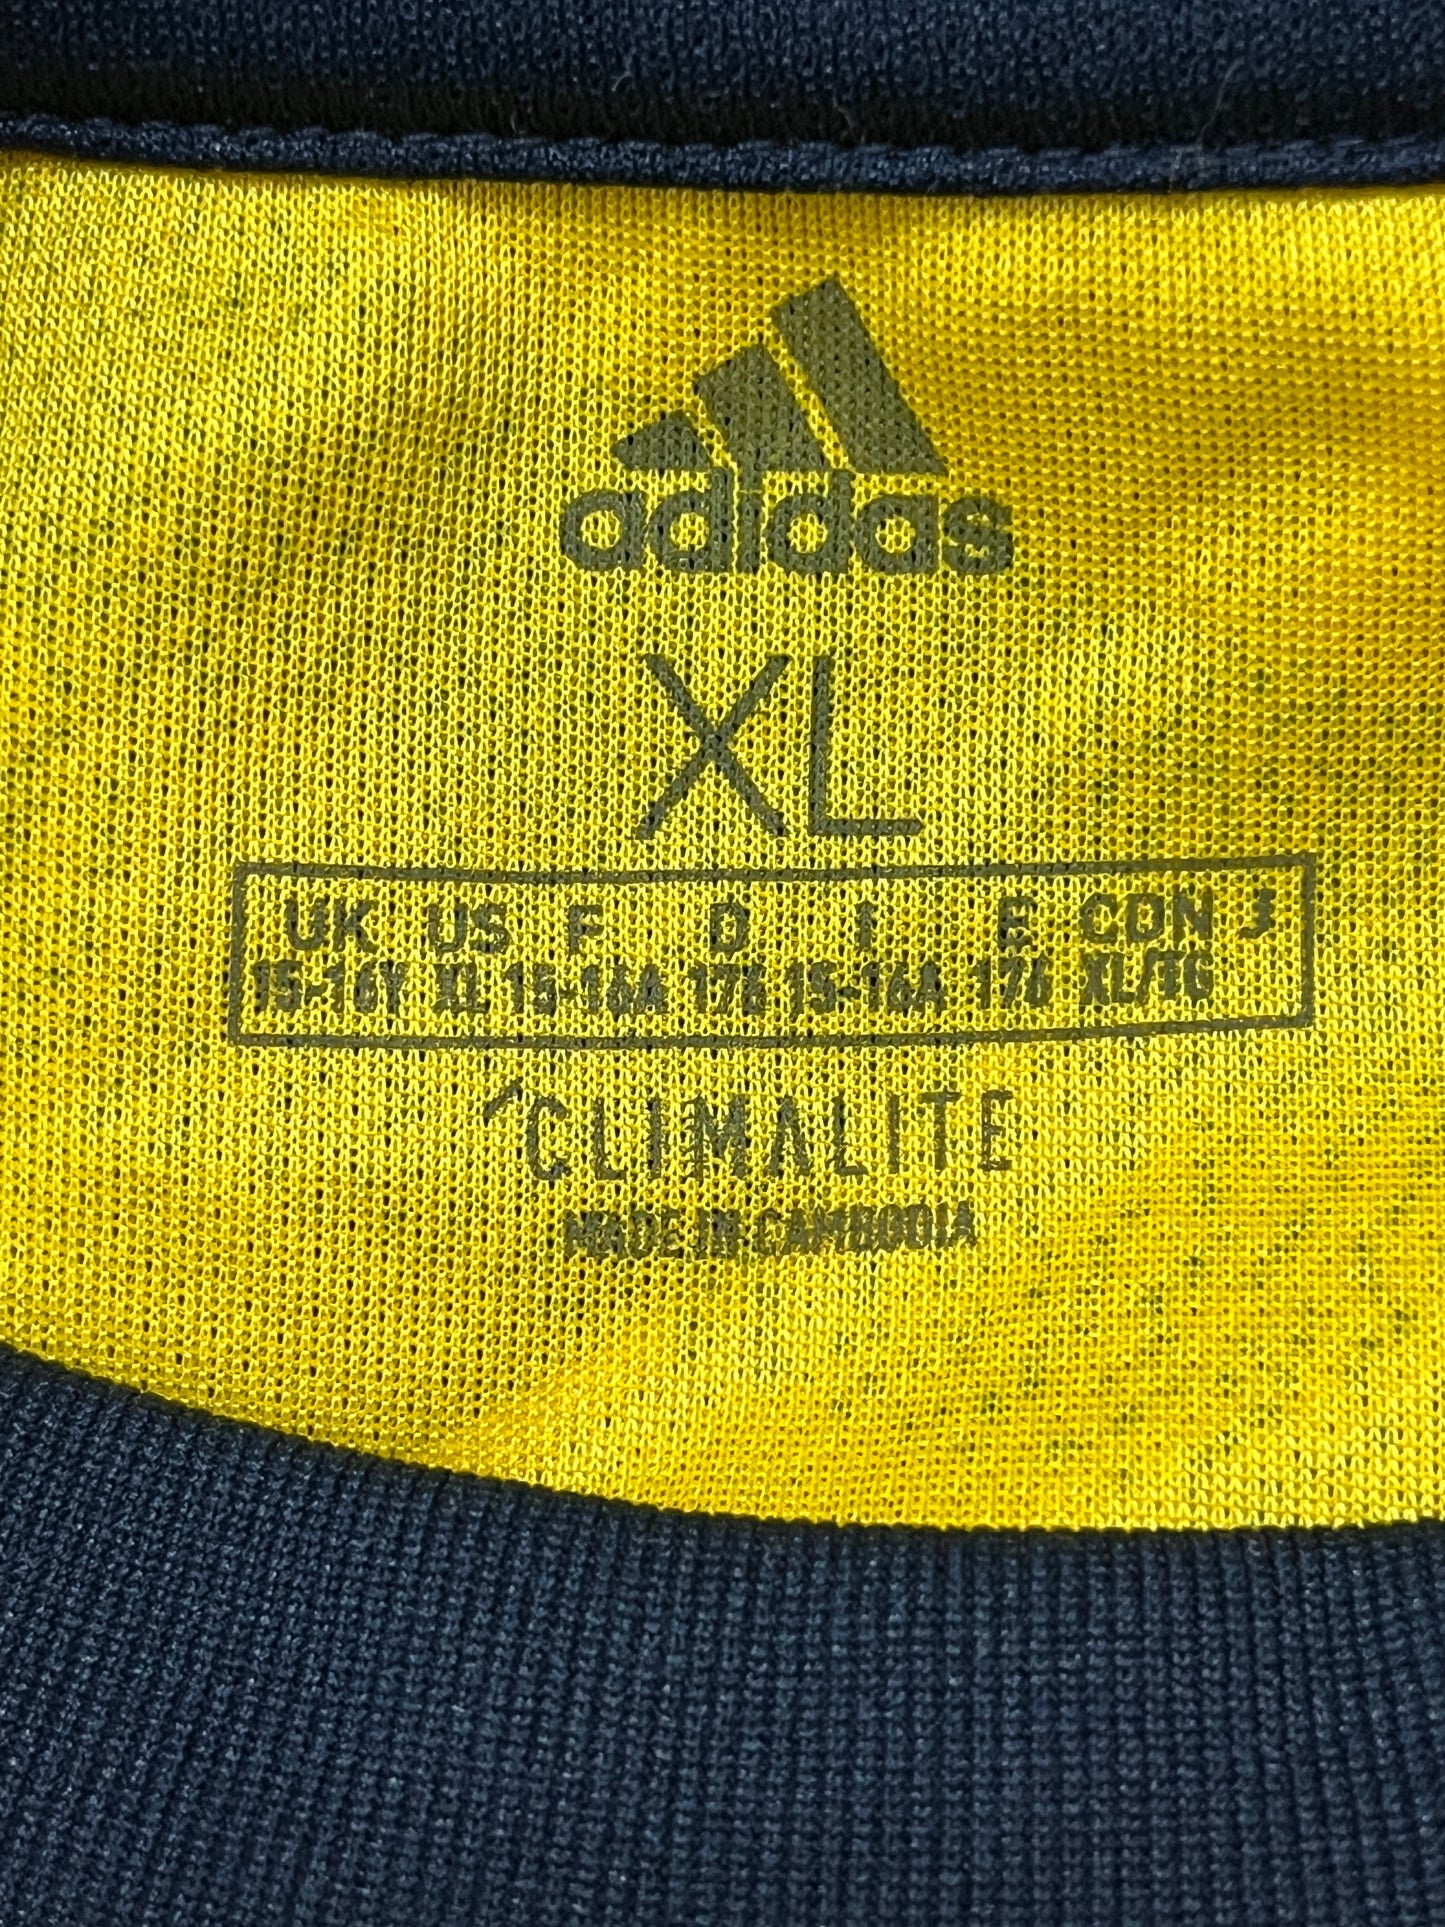 adidas
XL
UK US F D I E CDN J
15-16Y XL 15-16A 176 15-16A 176 XL/TG
CLIMALITE
MADE IN CAMBODIA